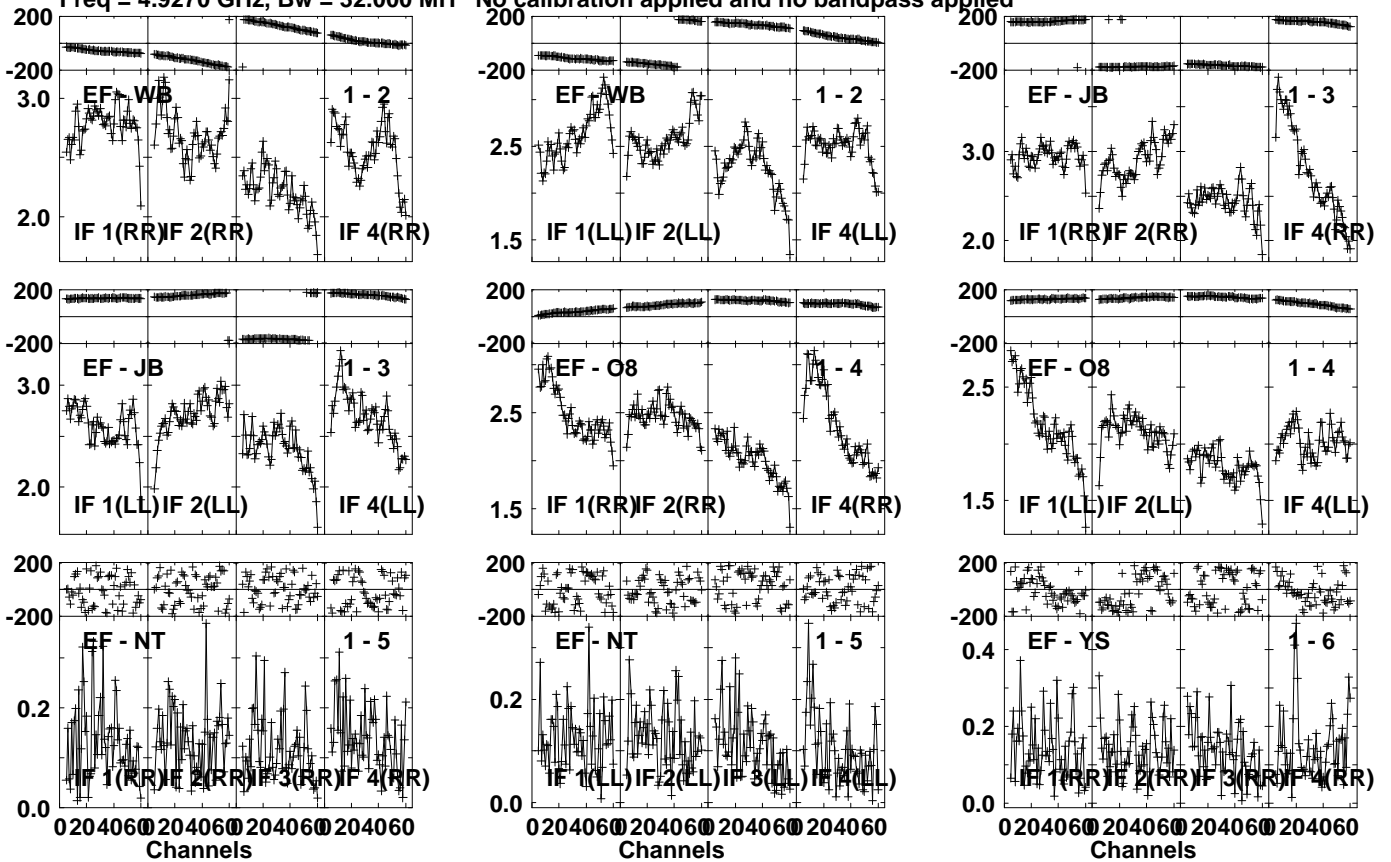 Freq = 4.9270 GHz, Bw = 32.000 MH No calibration applied and no bandpass applied
200
-200
3.0
2.0
EF - WB 1 - 2
IF 1(RR) IF 2(RR) IF 4(RR)
200
-200
2.5
1.5
EF - WB 1 - 2
IF 1(LL) IF 2(LL) IF 4(LL)
200
-200
3.0
2.0
EF - JB 1 - 3
IF 1(RR) IF 2(RR) IF 4(RR)
200
-200
3.0
2.0
EF - JB 1 - 3
IF 1(LL) IF 2(LL) IF 4(LL)
200
-200
2.5
1.5
EF - O8 1 - 4
IF 1(RR) IF 2(RR) IF 4(RR)
200
-200
2.5
1.5
EF - O8 1 - 4
IF 1(LL) IF 2(LL) IF 4(LL)
200
-200
0.2
0.0
EF - NT 1 - 5
IF 1(RR) IF 2(RR) IF 3(RR) IF 4(RR)
0 20 40 60 0 20 40 60 0 20 40 60 0 20 40 60
Channels
200
-200
0.2
0.0
EF - NT 1 - 5
IF 1(LL) IF 2(LL) IF 3(LL) IF 4(LL)
0 20 40 60 0 20 40 60 0 20 40 60 0 20 40 60
Channels
200
-200
0.4
0.2
0.0
EF - YS 1 - 6
IF 1(RR) IF 2(RR) IF 3(RR) IF 4(RR)
0 20 40 60 0 20 40 60 0 20 40 60 0 20 40 60
Channels